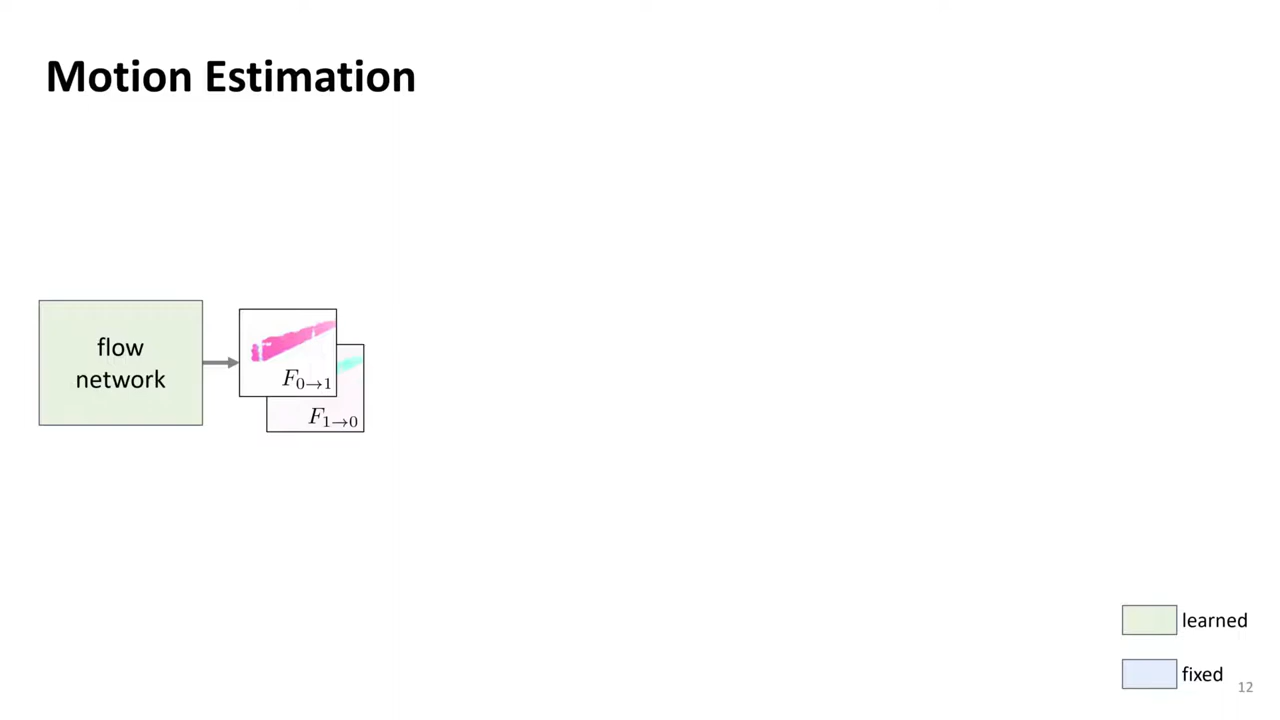 Motion Estimation
flow
network
F0→1
F1→0
learned
fixed
12